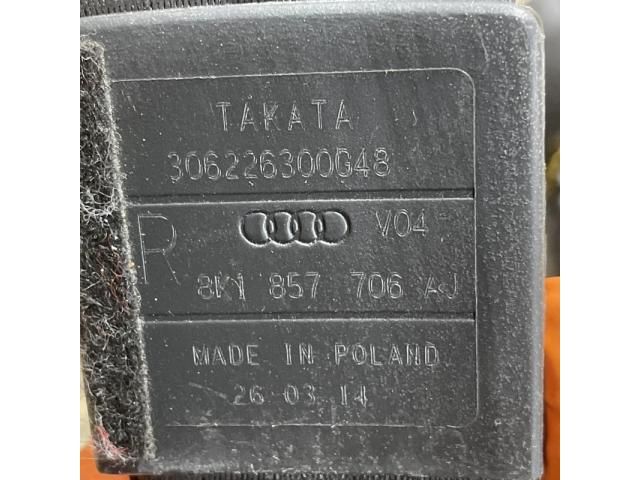 TAKATA
306226300G48
R V04
8K1 857 706 AJ
MADE IN POLAND
26 03 14